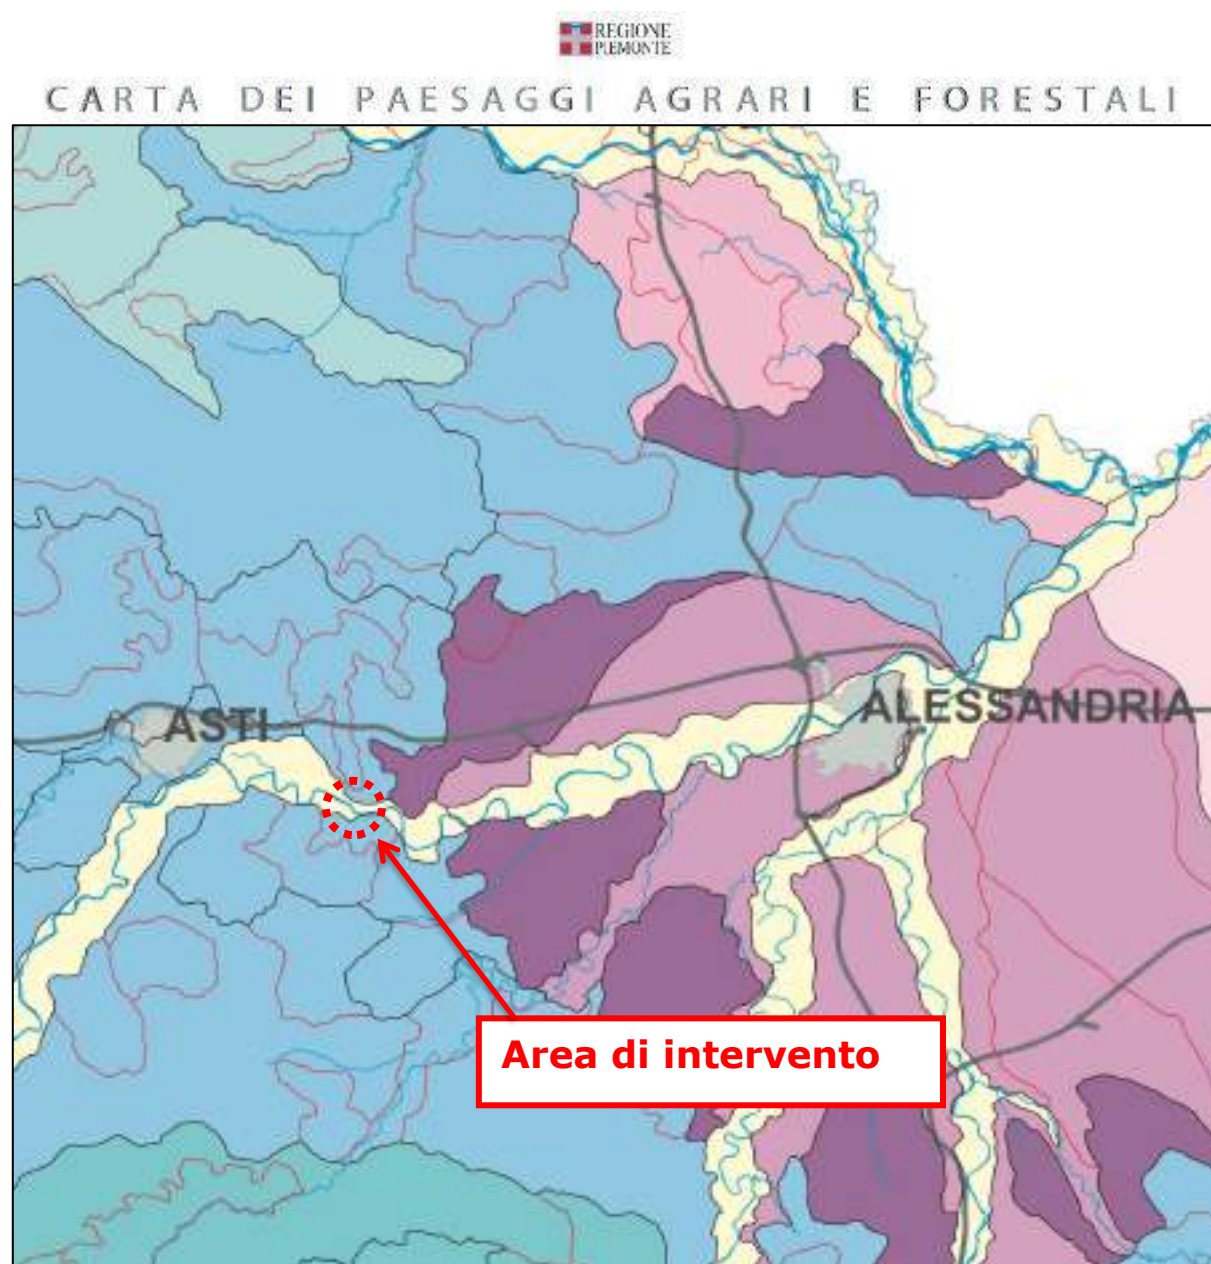 REGIONE
PIEMONTE
CARTA DEI PAESAGGI AGRARI E FORESTALI
ASTI
ALESSANDRIA
Area di intervento